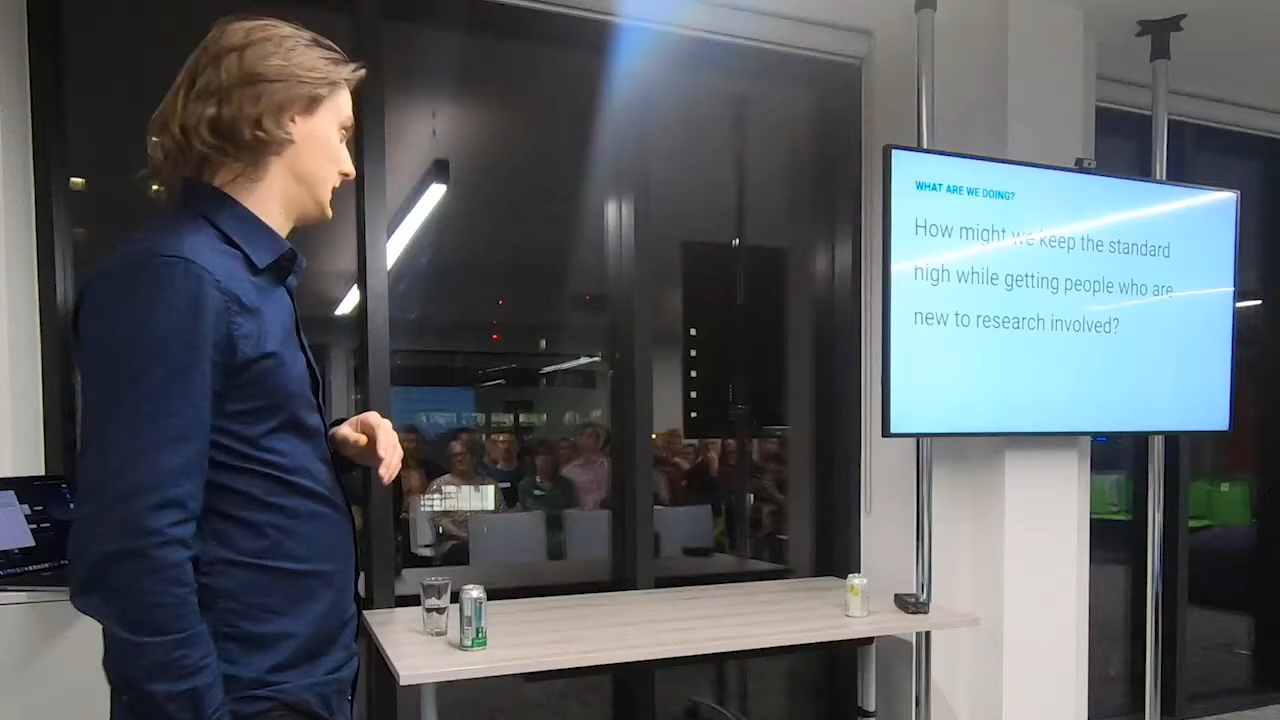 WHAT ARE WE DOING?
How might we keep the standard
high while getting people who are
new to research involved?